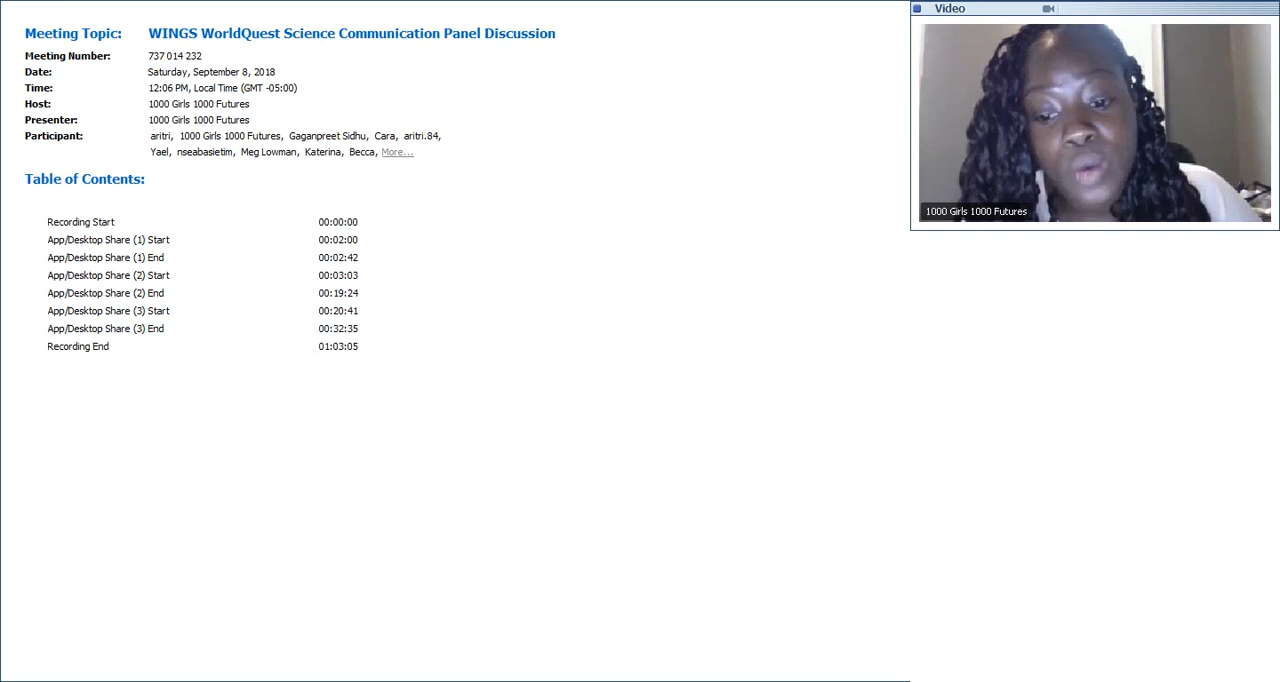 Meeting Topic: WINGS WorldQuest Science Communication Panel Discussion
Meeting Number: 737 014 232
Date: Saturday, September 8, 2018
Time: 12:06 PM, Local Time (GMT -05:00)
Host: 1000 Girls 1000 Futures
Presenter: 1000 Girls 1000 Futures
Participant: aritri, 1000 Girls 1000 Futures, Gaganpreet Sidhu, Cara, aritri.84,
Yael, nseabasietim, Meg Lowman, Katerina, Becca, More...
Table of Contents:
Recording Start 00:00:00
App/Desktop Share (1) Start 00:02:00
App/Desktop Share (1) End 00:02:42
App/Desktop Share (2) Start 00:03:03
App/Desktop Share (2) End 00:19:24
App/Desktop Share (3) Start 00:20:41
App/Desktop Share (3) End 00:32:35
Recording End 01:03:05
Video
1000 Girls 1000 Futures